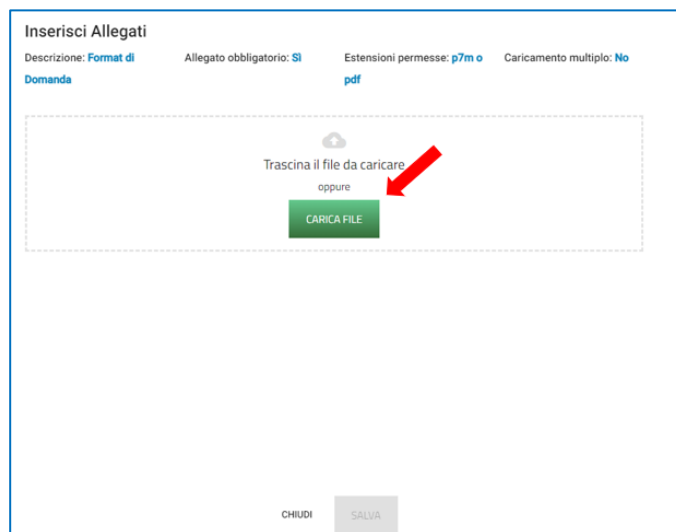 Inserisci Allegati
Descrizione: Format di Domanda
Allegato obbligatorio: Sì
Estensioni permesse: p7m o pdf
Caricamento multiplo: No
Trascina il file da caricare
oppure
CARICA FILE
CHIUDI
SALVA